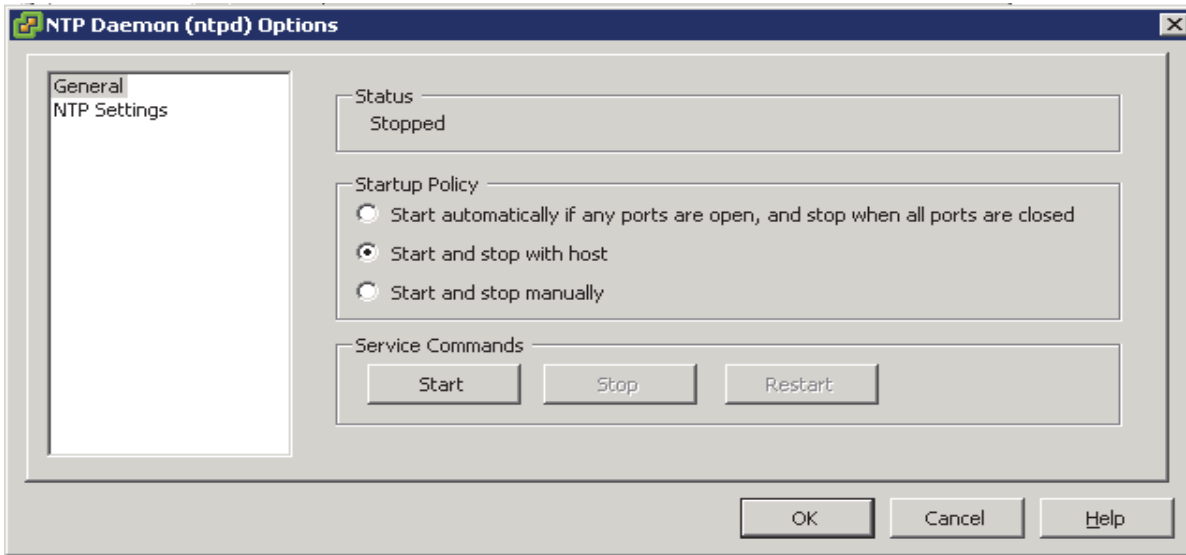 NTP Daemon (ntpd) Options
General
NTP Settings
Status
Stopped
Startup Policy
Start automatically if any ports are open, and stop when all ports are closed
Start and stop with host
Start and stop manually
Service Commands
Start Stop Restart
OK Cancel Help